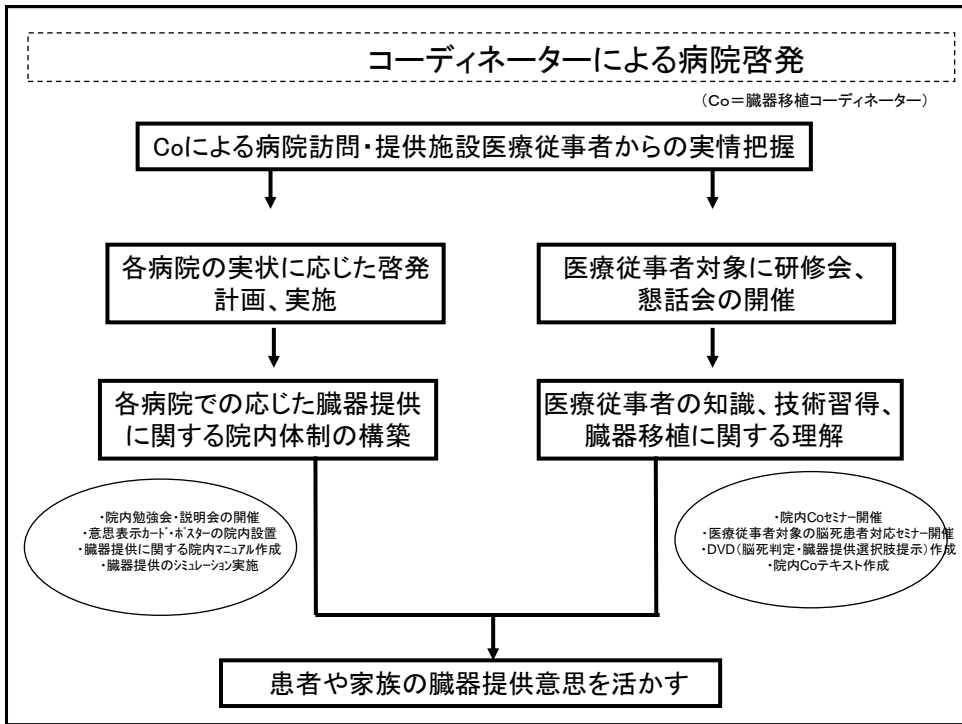 コーディネーターによる病院啓発
(Co=臓器移植コーディネーター)
Coによる病院訪問・提供施設医療従事者からの実情把握
各病院の実状に応じた啓発
計画、実施
医療従事者対象に研修会、
懇話会の開催
各病院での応じた臓器提供
に関する院内体制の構築
医療従事者の知識、技術習得、
臓器移植に関する理解
・院内勉強会・説明会の開催
・意思表示ｶｰﾄﾞ・ﾎﾟｽﾀｰの院内設置
・臓器提供に関する院内ﾏﾆｭｱﾙ作成
・臓器提供のｼﾐｭﾚｰｼｮﾝ実施
・院内Coｾﾐﾅｰ開催
・医療従事者対象の脳死患者対応ｾﾐﾅｰ開催
・DVD(脳死判定・臓器提供選択肢提示)作成
・院内Coﾃｷｽﾄ作成
患者や家族の臓器提供意思を活かす